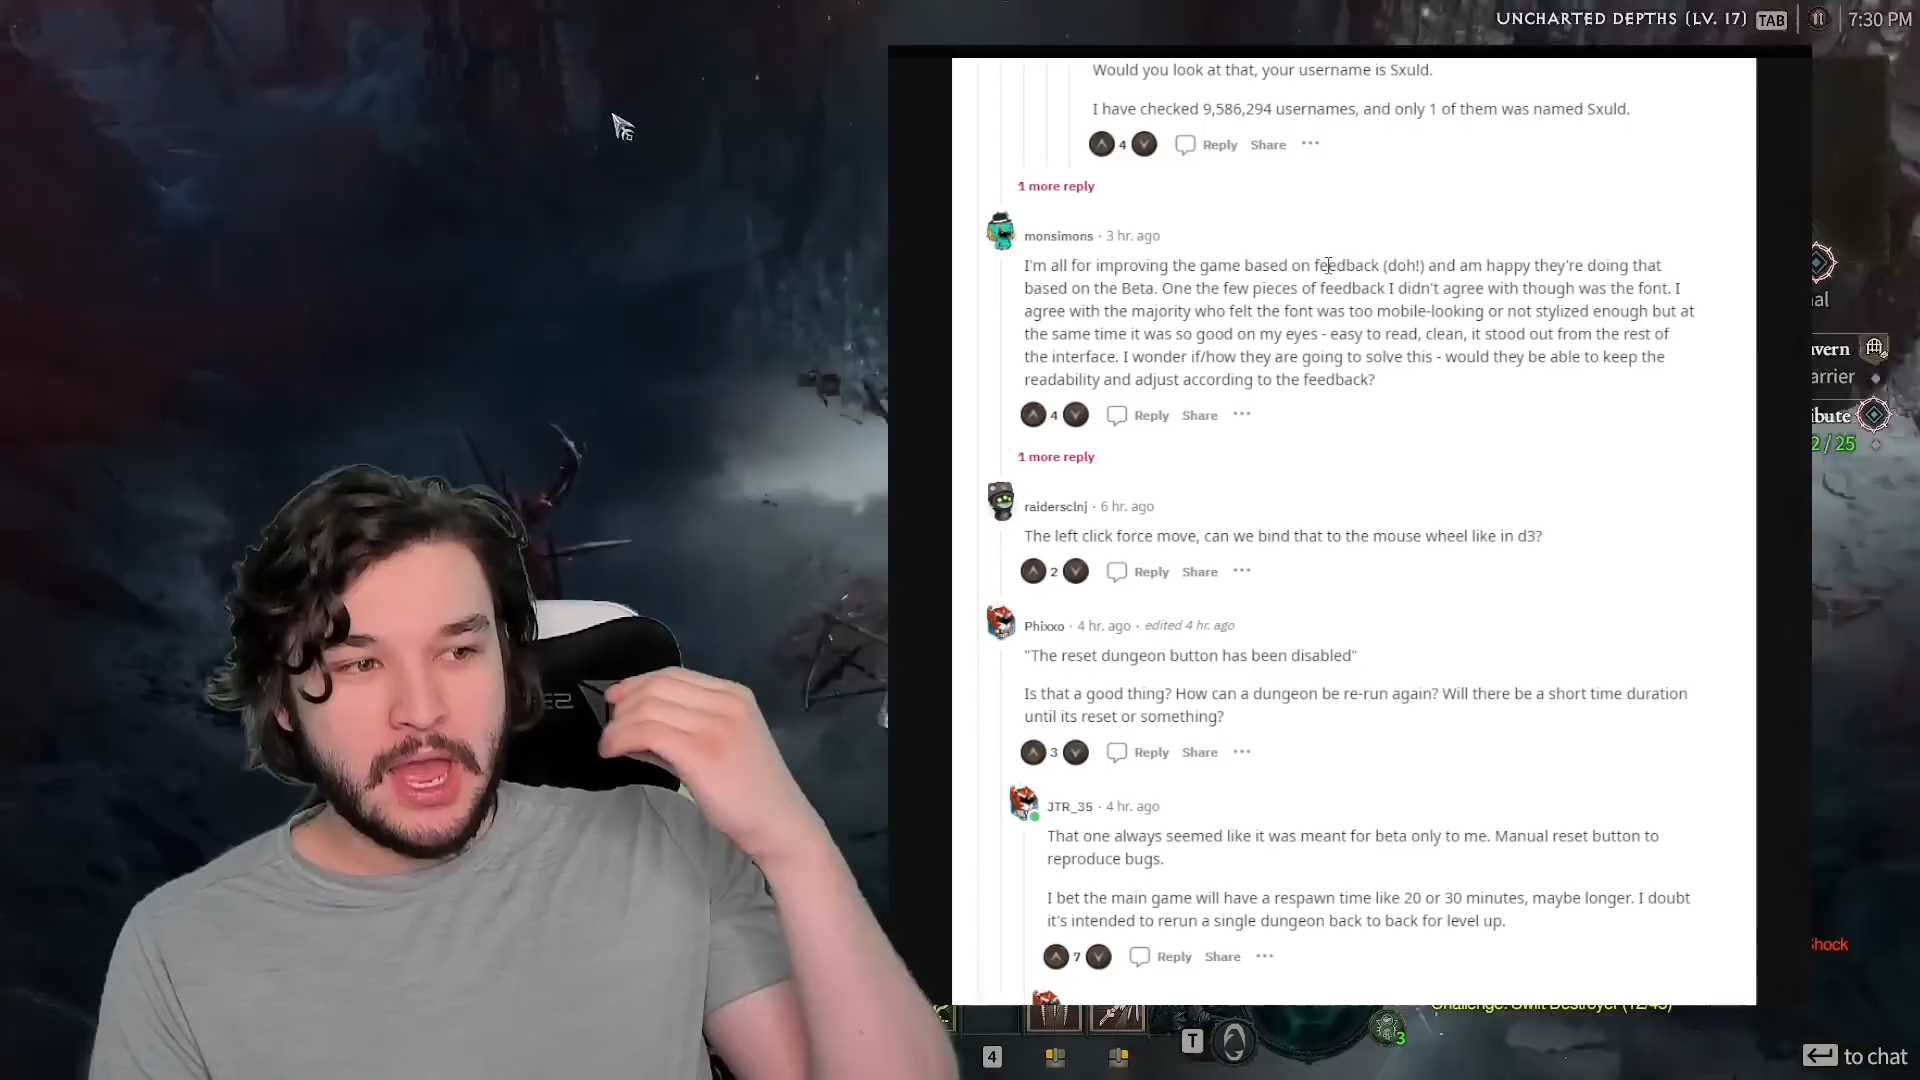 UNCHARTED DEPTHS (LV. 17) TAB 7:30 PM
Would you look at that, your username is Sxuld.
I have checked 9,586,294 usernames, and only 1 of them was named Sxuld.
4 Reply Share ...
1 more reply
monsimons · 3 hr. ago
I'm all for improving the game based on feedback (doh!) and am happy they're doing that
based on the Beta. One the few pieces of feedback I didn't agree with though was the font. I
agree with the majority who felt the font was too mobile-looking or not stylized enough but at
the same time it was so good on my eyes - easy to read, clean, it stood out from the rest of
the interface. I wonder if/how they are going to solve this - would they be able to keep the
readability and adjust according to the feedback?
4 Reply Share ...
1 more reply
raidersclnj · 6 hr. ago
The left click force move, can we bind that to the mouse wheel like in d3?
2 Reply Share ...
Phixxo · 4 hr. ago · edited 4 hr. ago
"The reset dungeon button has been disabled"
Is that a good thing? How can a dungeon be re-run again? Will there be a short time duration
until its reset or something?
3 Reply Share ...
JTR_35 · 4 hr. ago
That one always seemed like it was meant for beta only to me. Manual reset button to
reproduce bugs.
I bet the main game will have a respawn time like 20 or 30 minutes, maybe longer. I doubt
it's intended to rerun a single dungeon back to back for level up.
7 Reply Share ...
al
vern
arrier
ibute
2/25
Shock
T
3
4
to chat